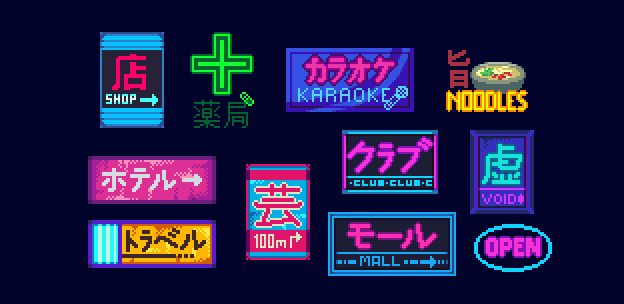 店
SHOP →
薬局
カラオケ
KARAOKE
旨
NOODLES
ホテル→
芸
100m
クラブ
・CLUB・CLUB・C
虚
VOID
トラベル
モール
MALL
OPEN